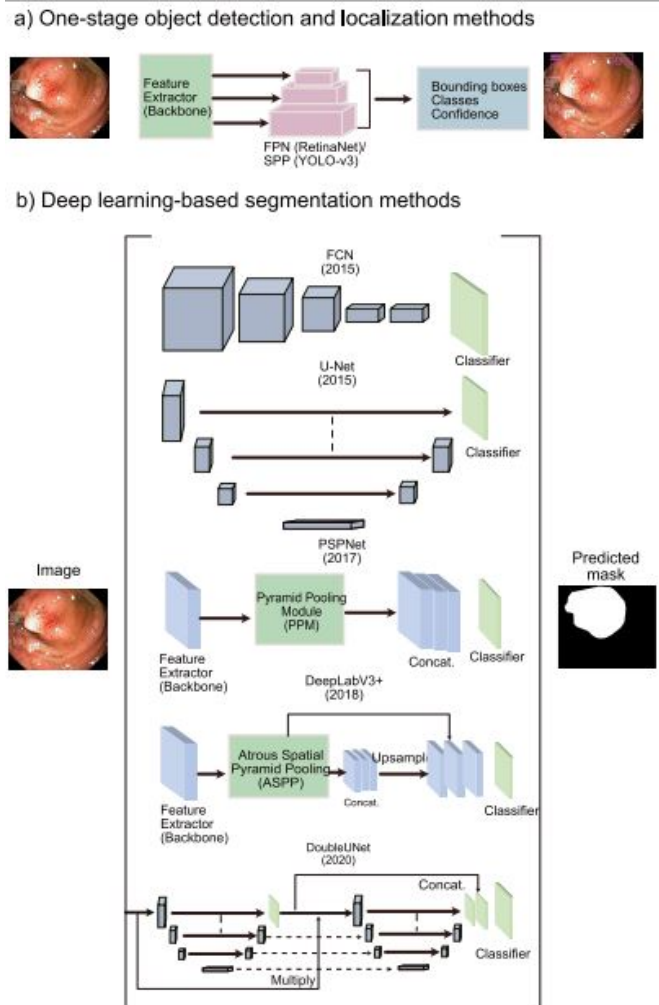 a) One-stage object detection and localization methods
Feature
Extractor
(Backbone)
FPN (RetinaNet)/
SPP (YOLO-v3)
Bounding boxes
Classes
Confidence
b) Deep learning-based segmentation methods
FCN
(2015)
Classifier
U-Net
(2015)
Classifier
PSPNet
(2017)
Image
Predicted
mask
Pyramid Pooling
Module
(PPM)
Feature
Extractor
(Backbone)
Concat.
Classifier
DeepLabV3+
(2018)
Atrous Spatial
Pyramid Pooling
(ASPP)
Upsample
Concat.
Feature
Extractor
(Backbone)
Classifier
DoubleUNet
(2020)
Concat.
Classifier
Multiply